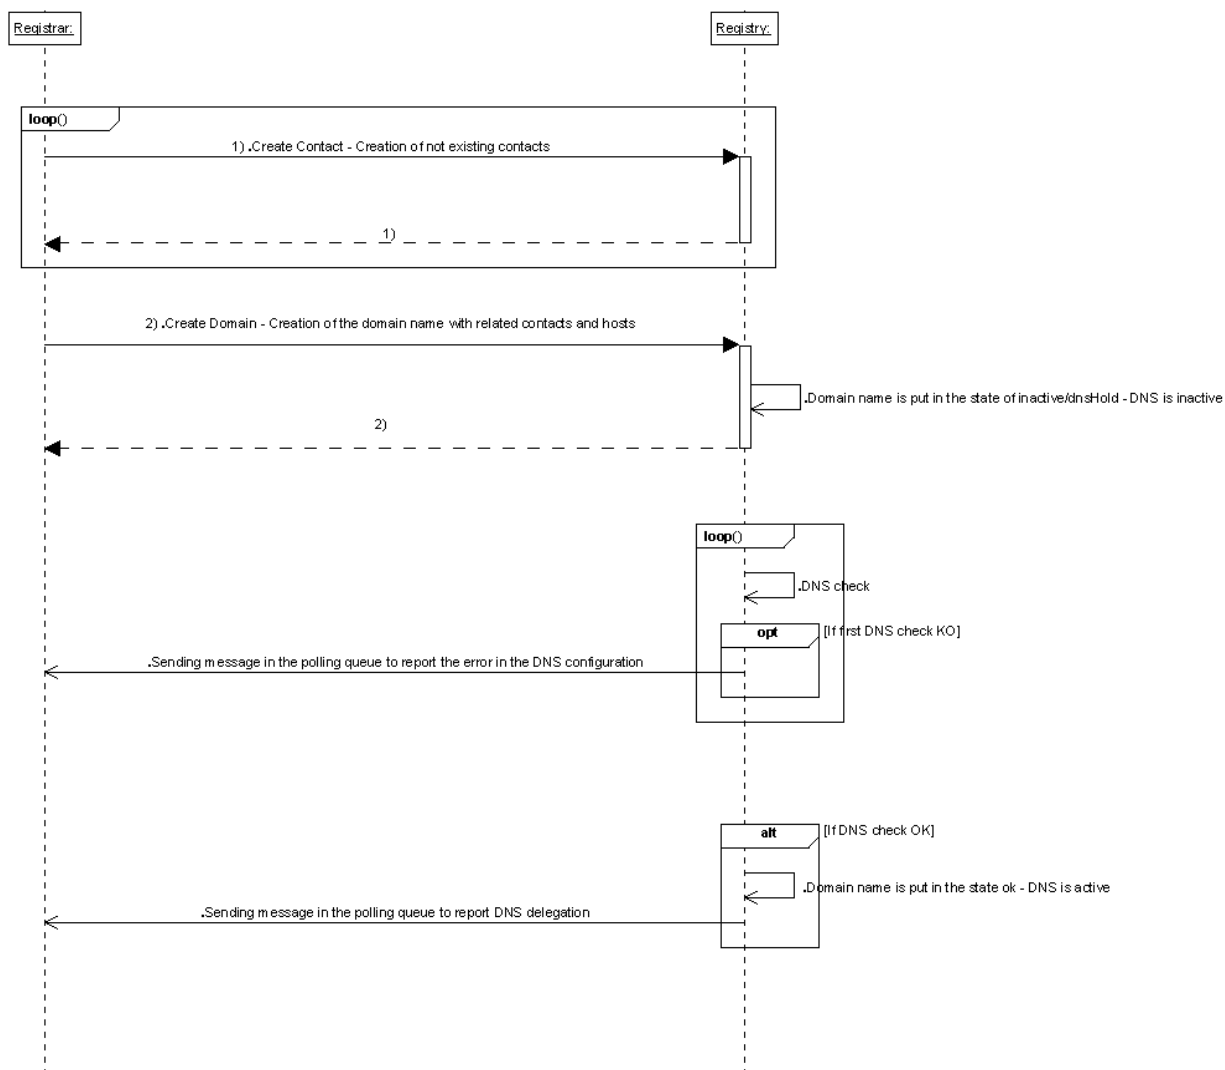 Registrar:
Registry:
loop()
1) .Create Contact - Creation of not existing contacts
1)
2) .Create Domain - Creation of the domain name with related contacts and hosts
.Domain name is put in the state of inactive/dnsHold - DNS is inactive
2)
loop()
.DNS check
opt
[If first DNS check KO]
.Sending message in the polling queue to report the error in the DNS configuration
alt
[If DNS check OK]
.Domain name is put in the state ok - DNS is active
.Sending message in the polling queue to report DNS delegation